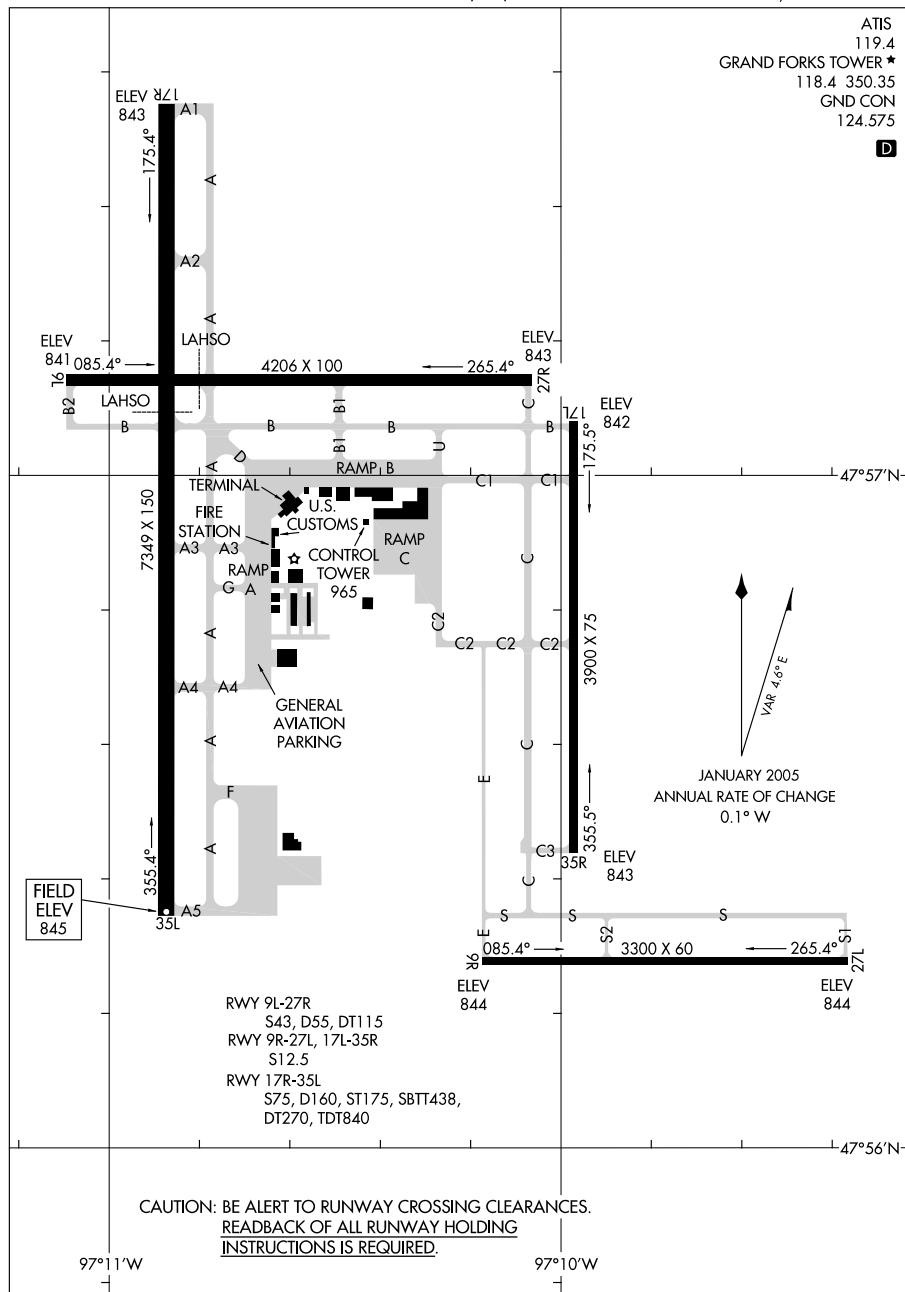 ATIS
119.4
GRAND FORKS TOWER ★
118.4 350.35
GND CON
124.575
D
ELEV
843
17R
A1
175.4°
A
A2
A
LAHSO
ELEV
841
9L
085.4°
4206 X 100
265.4°
ELEV
843
27R
B2
LAHSO
B1
C
17L
ELEV
842
B
B
B
B
A
D
B1
U
175.5°
RAMP B
47°57'N
TERMINAL
C1
C1
U.S.
CUSTOMS
FIRE
STATION
7349 X 150
A3
A3
RAMP
A
CONTROL
TOWER
965
RAMP
C
C
G
A
C2
C2
C2
C2
3900 X 75
VAR 4.6° E
A4
A4
GENERAL
AVIATION
PARKING
A
C
E
JANUARY 2005
ANNUAL RATE OF CHANGE
0.1° W
F
355.4°
A
355.5°
C3
35R
ELEV
843
C
FIELD
ELEV
845
35L
A5
S
S
S
E
S2
S1
9R
085.4°
3300 X 60
265.4°
27L
ELEV
844
ELEV
844
RWY 9L-27R
S43, D55, DT115
RWY 9R-27L, 17L-35R
S12.5
RWY 17R-35L
S75, D160, ST175, SBTT438,
DT270, TDT840
47°56'N
CAUTION: BE ALERT TO RUNWAY CROSSING CLEARANCES.
READBACK OF ALL RUNWAY HOLDING
INSTRUCTIONS IS REQUIRED.
97°11'W
97°10'W